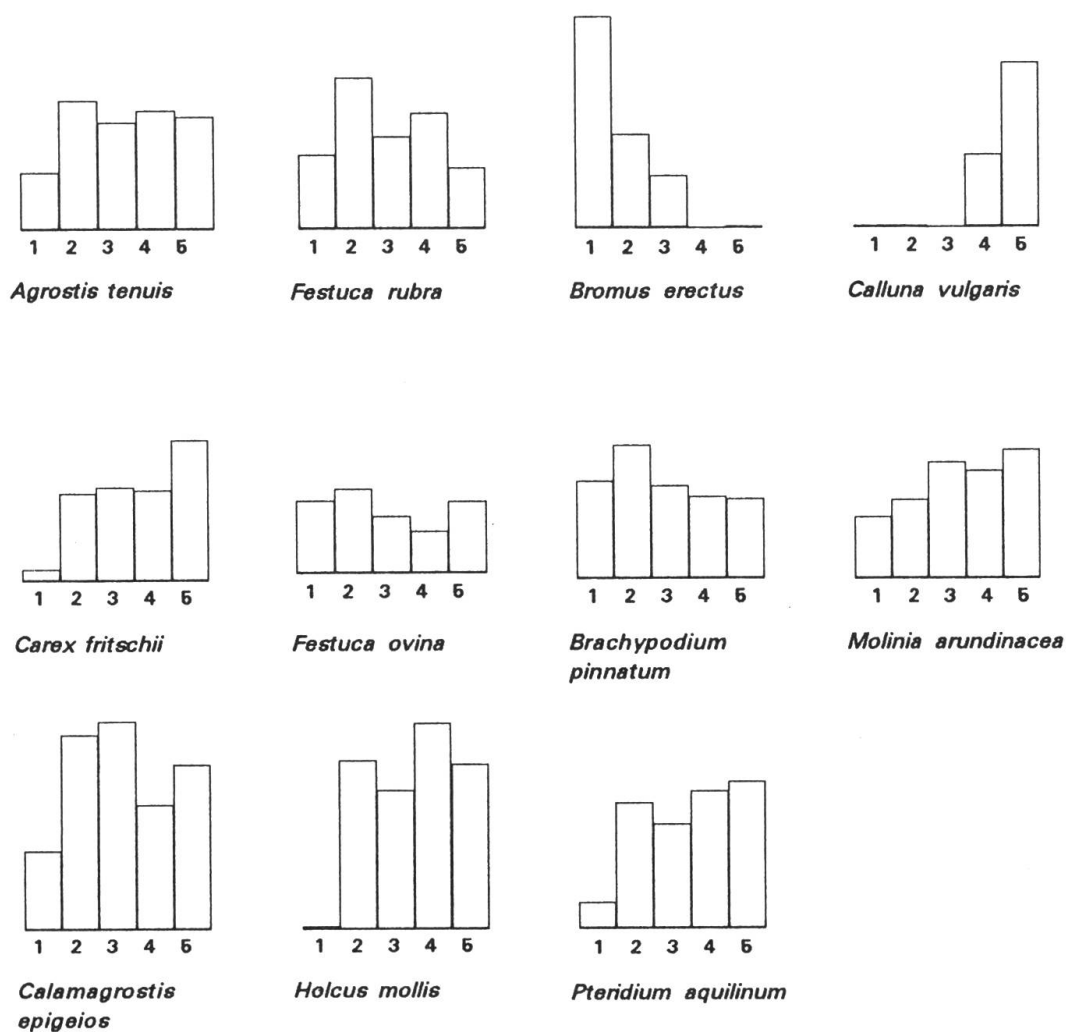 1 2 3 4 5
1 2 3 4 5
1 2 3 4 5
1 2 3 4 5
Agrostis tenuis
Festuca rubra
Bromus erectus
Calluna vulgaris
1 2 3 4 5
1 2 3 4 5
1 2 3 4 5
1 2 3 4 5
Carex fritschii
Festuca ovina
Brachypodium
pinnatum
Molinia arundinacea
1 2 3 4 5
1 2 3 4 5
1 2 3 4 5
Calamagrostis
epigeios
Holcus mollis
Pteridium aquilinum